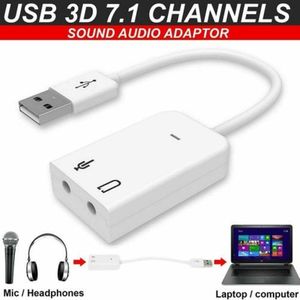 USB 3D 7.1 CHANNELS
SOUND AUDIO ADAPTOR
Mic / Headphones
Laptop / computer